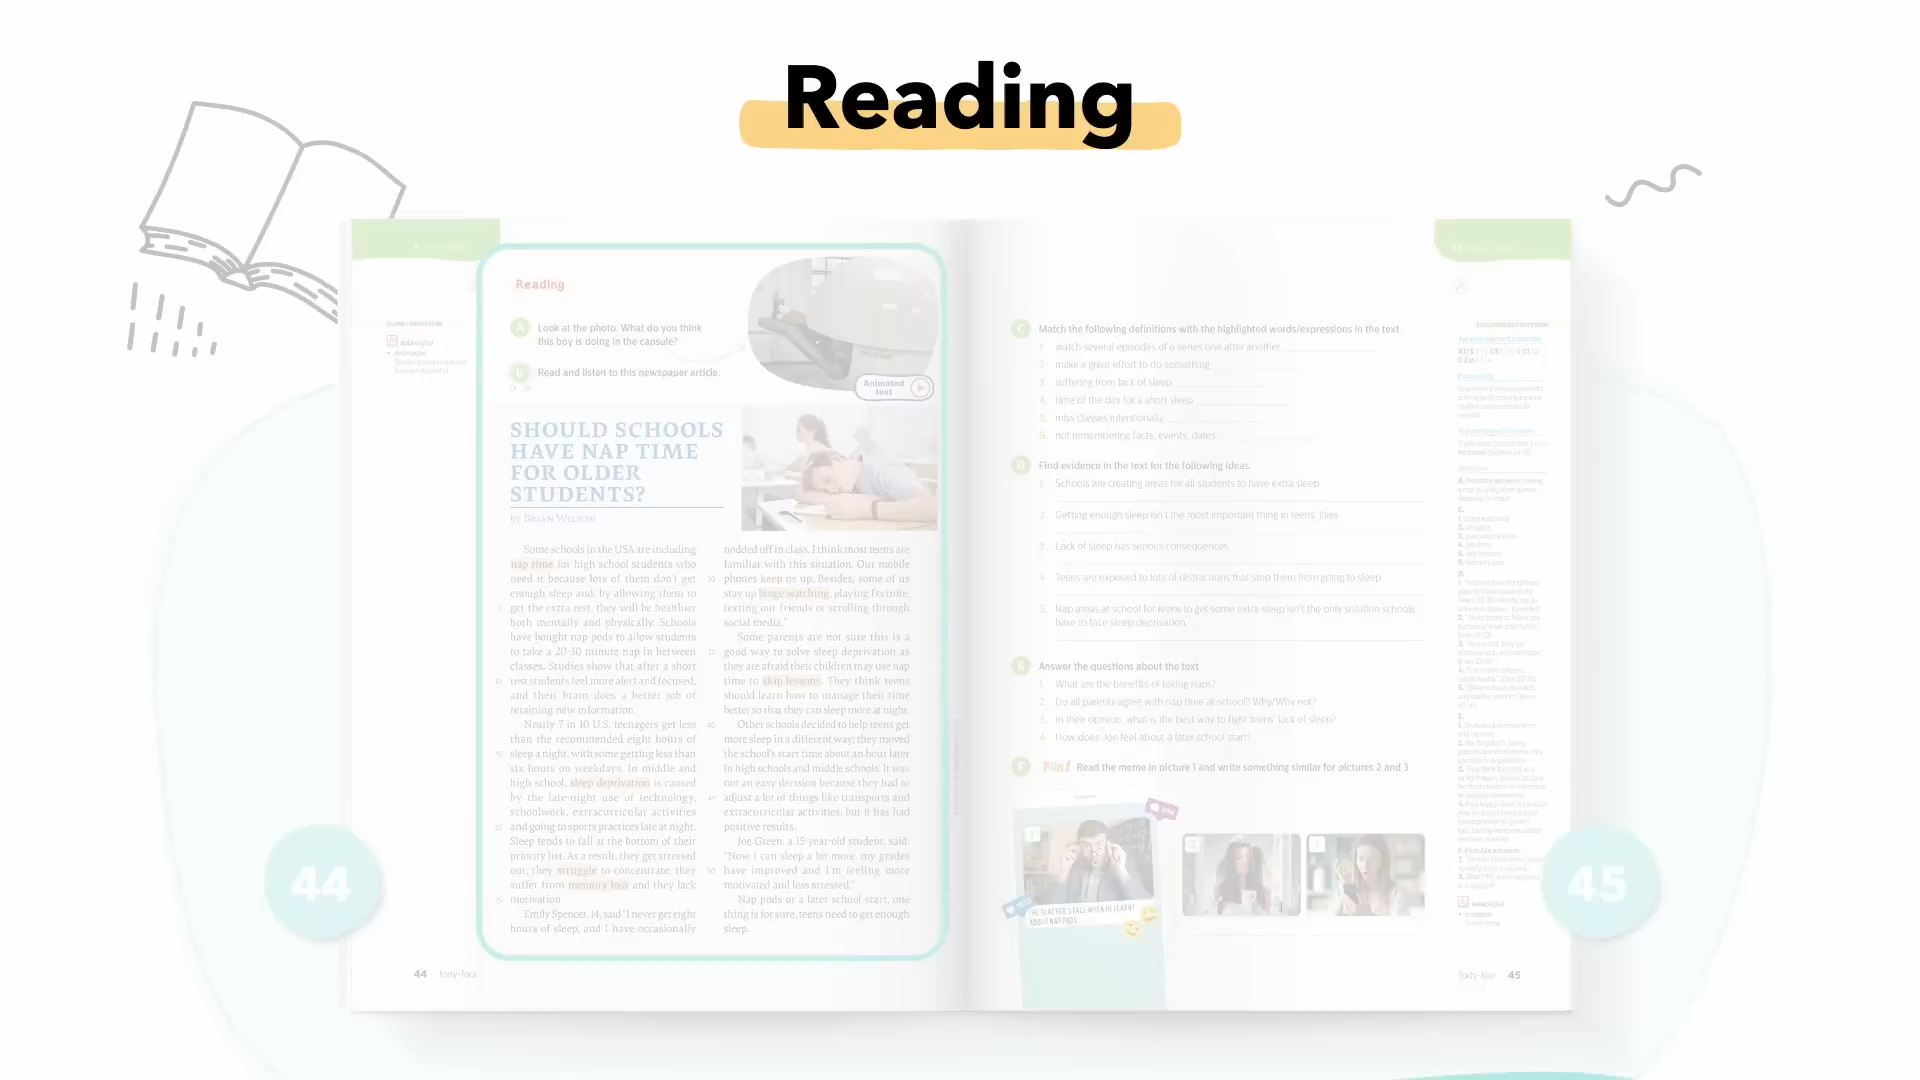 Reading
Reading
A Look at the photo. What do you think
this boy is doing in the capsule?
B Read and listen to this newspaper article.
Animated
text
SHOULD SCHOOLS
HAVE NAP TIME
FOR OLDER
STUDENTS?
by BRIAN WILSON
Some schools in the USA are including
nap time for high school students who
need it because lots of them don't get
enough sleep and, by allowing them to
5 get the extra rest, they will be healthier
both mentally and physically. Schools
have bought nap pods to allow students
to take a 20-30 minute nap in between
classes. Studies show that after a short
10 rest students feel more alert and focused,
and their brain does a better job of
retaining new information.
Nearly 7 in 10 U.S. teenagers get less
than the recommended eight hours of
15 sleep a night, with some getting less than
six hours on weekdays. In middle and
high school, sleep deprivation is caused
by the late-night use of technology,
schoolwork, extracurricular activities
20 and going to sports practices late at night.
Sleep tends to fall at the bottom of their
priority list. As a result, they get stressed
out, they struggle to concentrate, they
suffer from memory loss and they lack
25 motivation.
Emily Spencer, 14, said "I never get eight
hours of sleep, and I have occasionally
nodded off in class. I think most teens are
familiar with this situation. Our mobile
30 phones keep us up. Besides, some of us
stay up binge watching, playing Fortnite,
texting our friends or scrolling through
social media."
Some parents are not sure this is a
35 good way to solve sleep deprivation as
they are afraid their children may use nap
time to skip lessons. They think teens
should learn how to manage their time
better so that they can sleep more at night.
40 Other schools decided to help teens get
more sleep in a different way: they moved
the school's start time about an hour later
in high schools and middle schools. It was
not an easy decision because they had to
45 adjust a lot of things like transports and
extracurricular activities, but it has had
positive results.
Joe Green, a 15-year-old student, said:
"Now I can sleep a bit more, my grades
50 have improved and I'm feeling more
motivated and less stressed."
Nap pods or a later school start, one
thing is for sure, teens need to get enough
sleep.
44 forty-four
44
C Match the following definitions with the highlighted words/expressions in the text.
1. watch several episodes of a series one after another
2. make a great effort to do something
3. suffering from lack of sleep
4. time of the day for a short sleep
5. miss classes intentionally
6. not remembering facts, events, dates
D Find evidence in the text for the following ideas.
1. Schools are creating areas for all students to have extra sleep
2. Getting enough sleep isn't the most important thing in teens' lives.
3. Lack of sleep has serious consequences.
4. Teens are exposed to lots of distractions that stop them from going to sleep.
5. Nap areas at school for teens to get some extra sleep isn't the only solution schools
have to face sleep deprivation.
E Answer the questions about the text
1. What are the benefits of taking naps?
2. Do all parents agree with nap time at school? Why/Why not?
3. In their opinion, what is the best way to fight teens' lack of sleep?
4. How does Joe feel about a later school start?
F Fun! Read the meme in picture 1 and write something similar for pictures 2 and 3.
1
2
THE TEACHER'S FACE WHEN HE LEARNT
ABOUT NAP PODS
forty-five 45
45